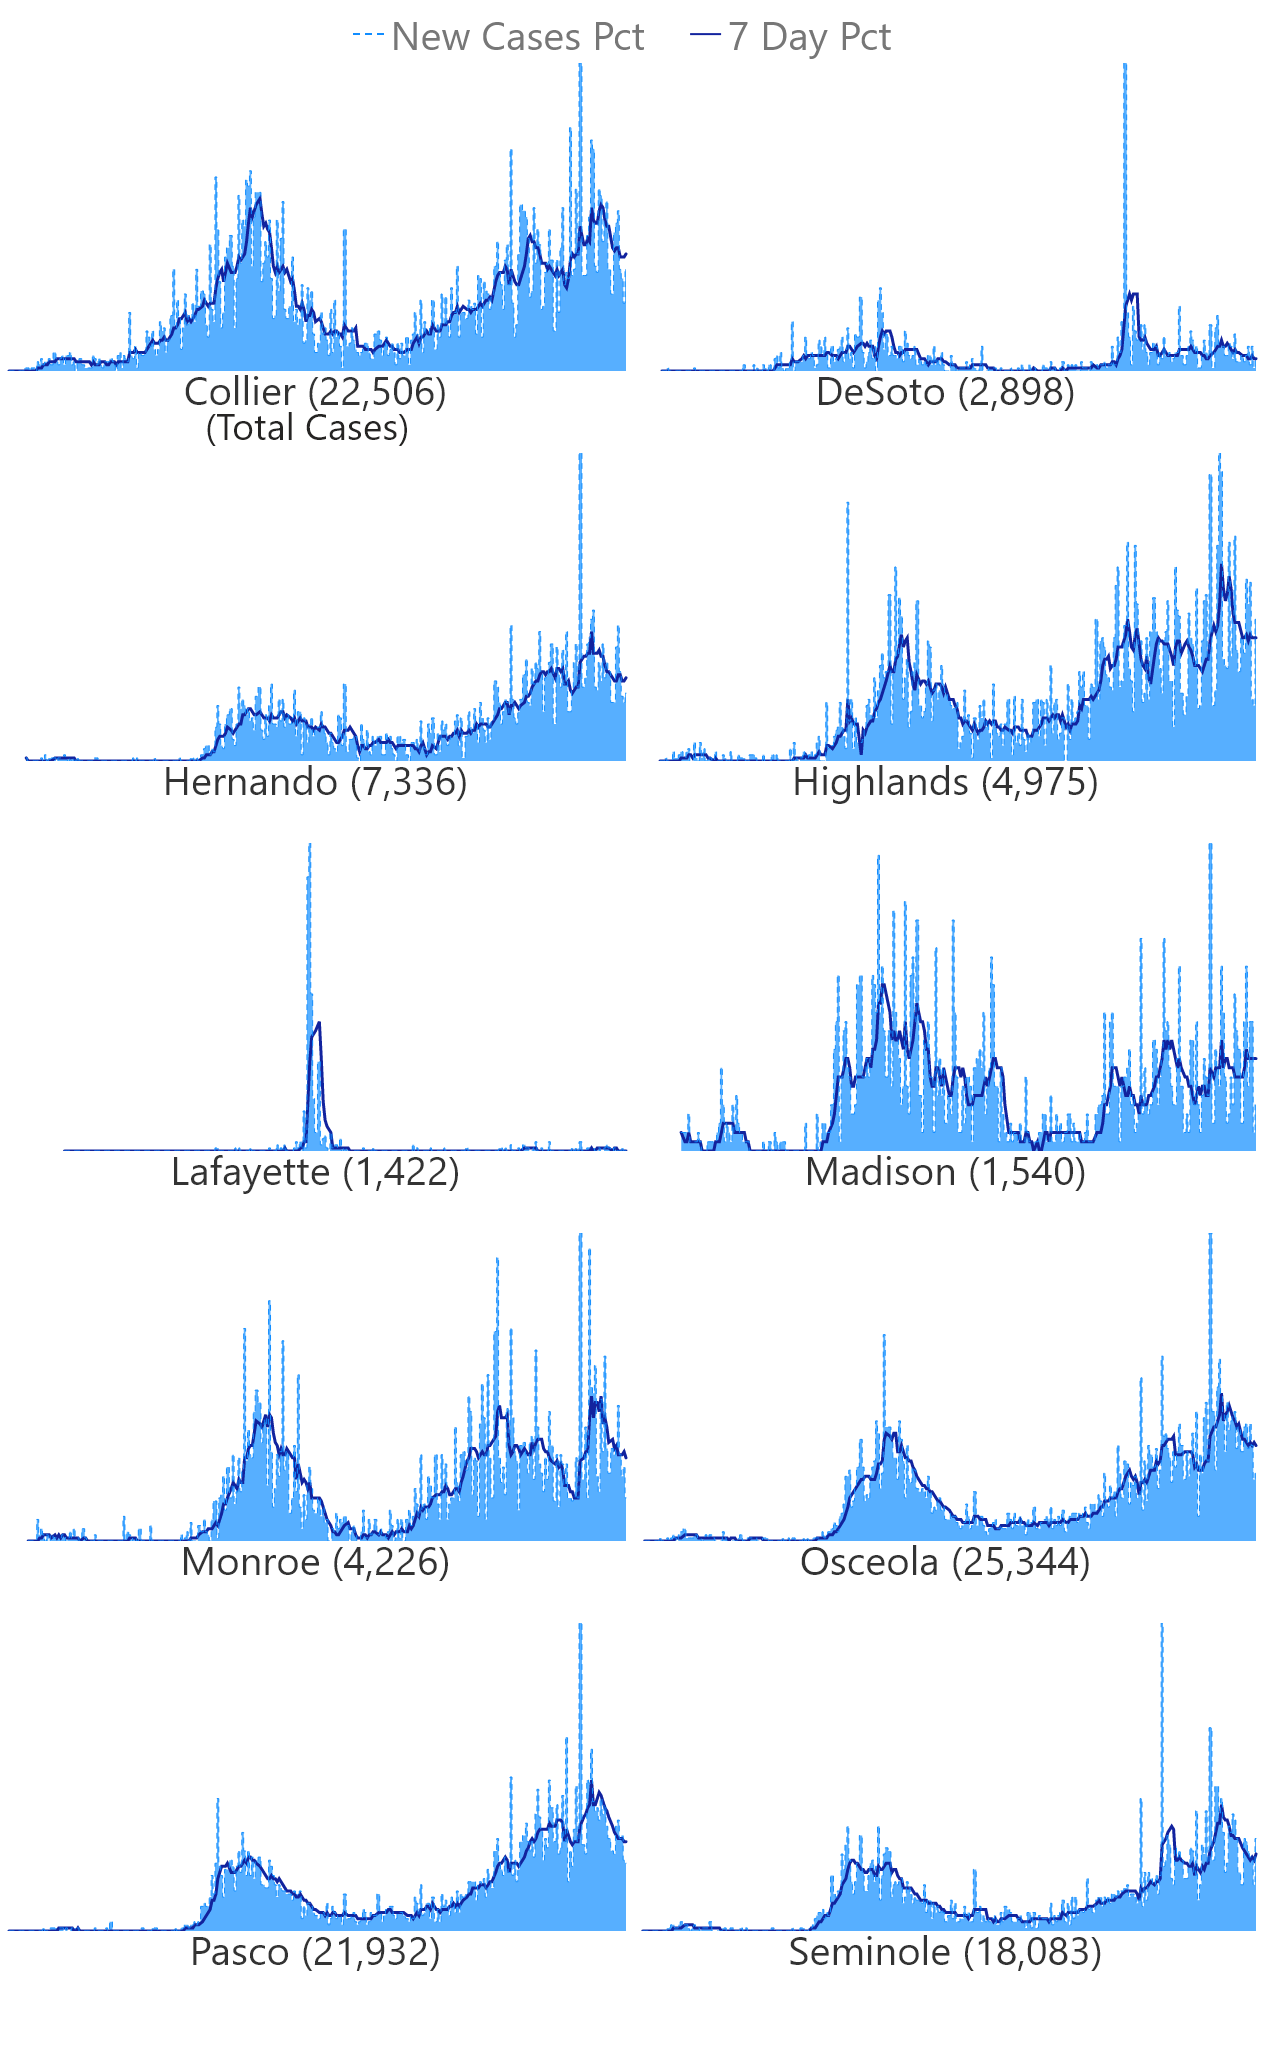 New Cases Pct 7 Day Pct
Collier (22,506) DeSoto (2,898)
(Total Cases)
Hernando (7,336) Highlands (4,975)
Lafayette (1,422) Madison (1,540)
Monroe (4,226) Osceola (25,344)
Pasco (21,932) Seminole (18,083)